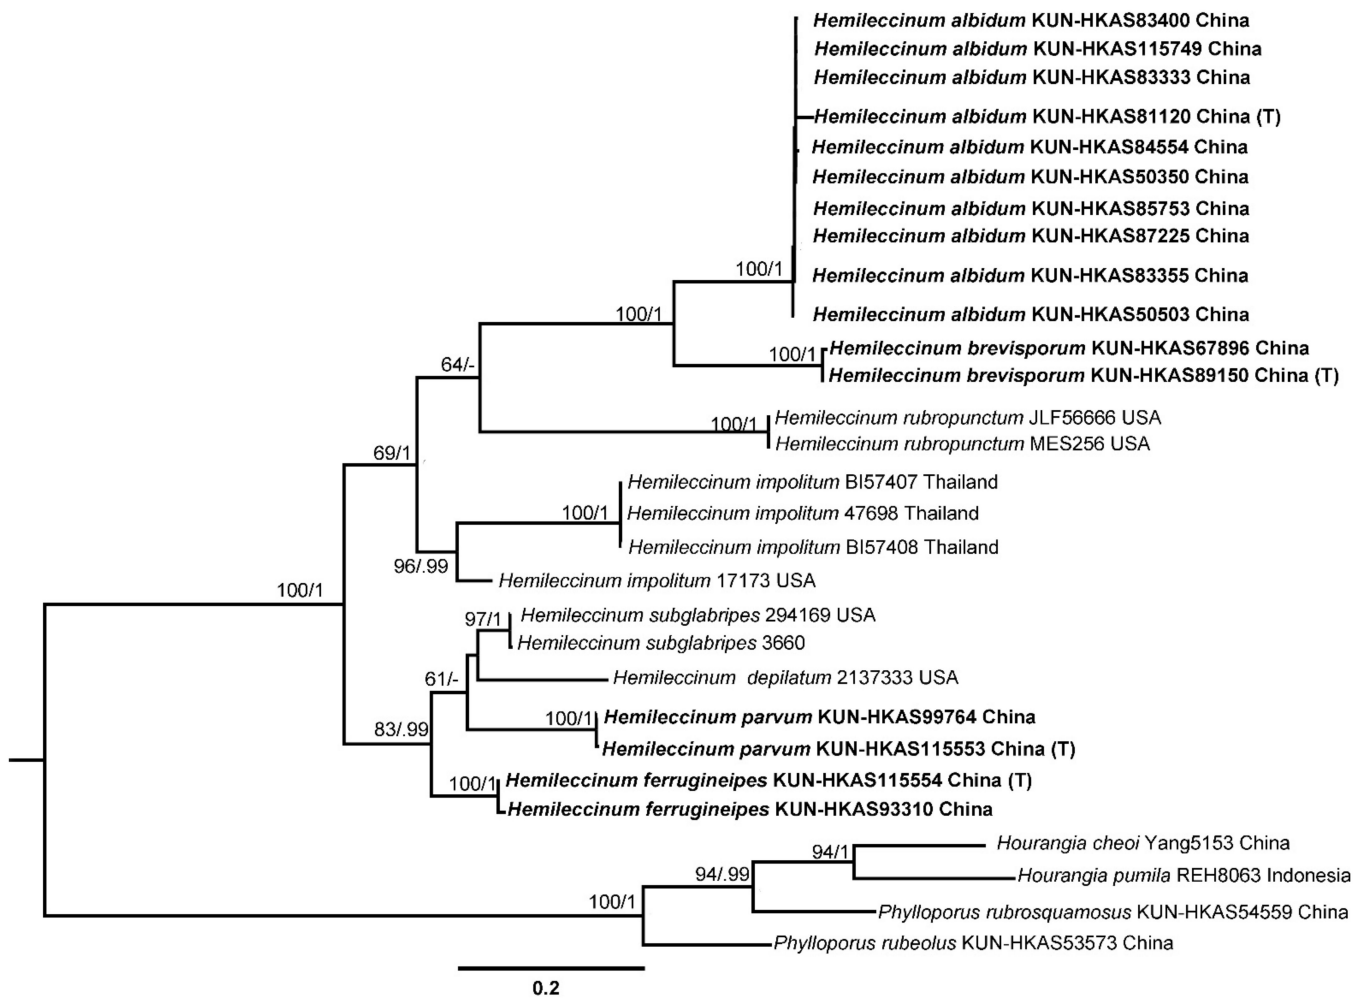 Hemileccinum albidum KUN-HKAS83400 China
Hemileccinum albidum KUN-HKAS115749 China
Hemileccinum albidum KUN-HKAS83333 China
Hemileccinum albidum KUN-HKAS81120 China (T)
Hemileccinum albidum KUN-HKAS84554 China
Hemileccinum albidum KUN-HKAS50350 China
Hemileccinum albidum KUN-HKAS85753 China
Hemileccinum albidum KUN-HKAS87225 China
100/1
Hemileccinum albidum KUN-HKAS83355 China
100/1
Hemileccinum albidum KUN-HKAS50503 China
100/1
Hemileccinum brevisporum KUN-HKAS67896 China
64/-
Hemileccinum brevisporum KUN-HKAS89150 China (T)
100/1
Hemileccinum rubropunctum JLF56666 USA
Hemileccinum rubropunctum MES256 USA
69/1
Hemileccinum impolitum BI57407 Thailand
100/1
Hemileccinum impolitum 47698 Thailand
Hemileccinum impolitum BI57408 Thailand
96/.99
Hemileccinum impolitum 17173 USA
100/1
97/1
Hemileccinum subglabripes 294169 USA
Hemileccinum subglabripes 3660
61/-
Hemileccinum depilatum 2137333 USA
100/1
Hemileccinum parvum KUN-HKAS99764 China
83/.99
Hemileccinum parvum KUN-HKAS115553 China (T)
100/1
Hemileccinum ferrugineipes KUN-HKAS115554 China (T)
Hemileccinum ferrugineipes KUN-HKAS93310 China
94/1
Hourangia cheoi Yang5153 China
94/.99
Hourangia pumila REH8063 Indonesia
100/1
Phylloporus rubrosquamosus KUN-HKAS54559 China
Phylloporus rubeolus KUN-HKAS53573 China
0.2